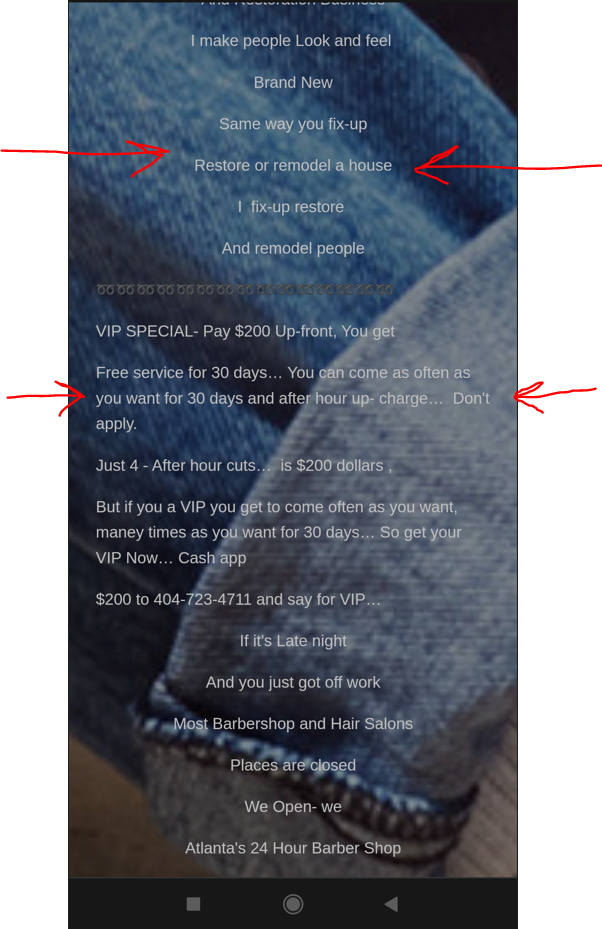 And Restoration Business
I make people Look and feel
Brand New
Same way you fix-up
Restore or remodel a house
I  fix-up restore
And remodel people
VIP SPECIAL- Pay $200 Up-front, You get
Free service for 30 days… You can come as often as
you want for 30 days and after hour up- charge…  Don't
apply.
Just 4 - After hour cuts…  is $200 dollars ,
But if you a VIP you get to come often as you want,
maney times as you want for 30 days… So get your
VIP Now… Cash app
$200 to 404-723-4711 and say for VIP…
If it's Late night
And you just got off work
Most Barbershop and Hair Salons
Places are closed
We Open- we
Atlanta's 24 Hour Barber Shop